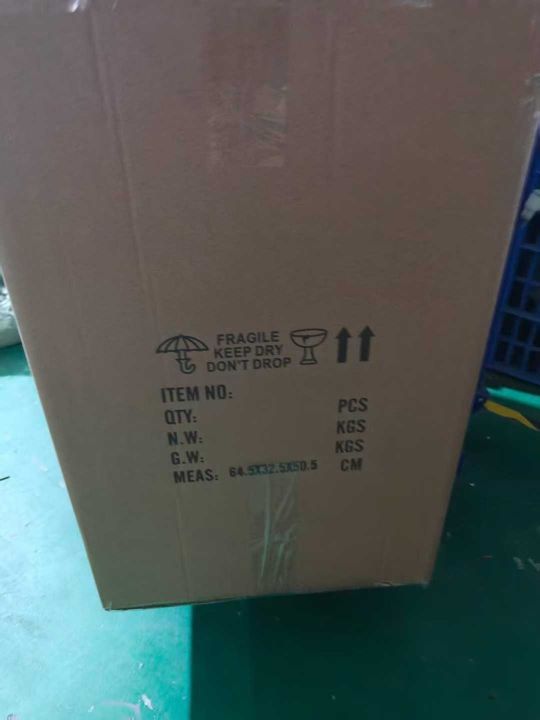 FRAGILE
KEEP DRY
DON'T DROP
ITEM NO:
QTY: PCS
N.W: KGS
G.W: KGS
MEAS: 64.5X32.5X50.5 CM